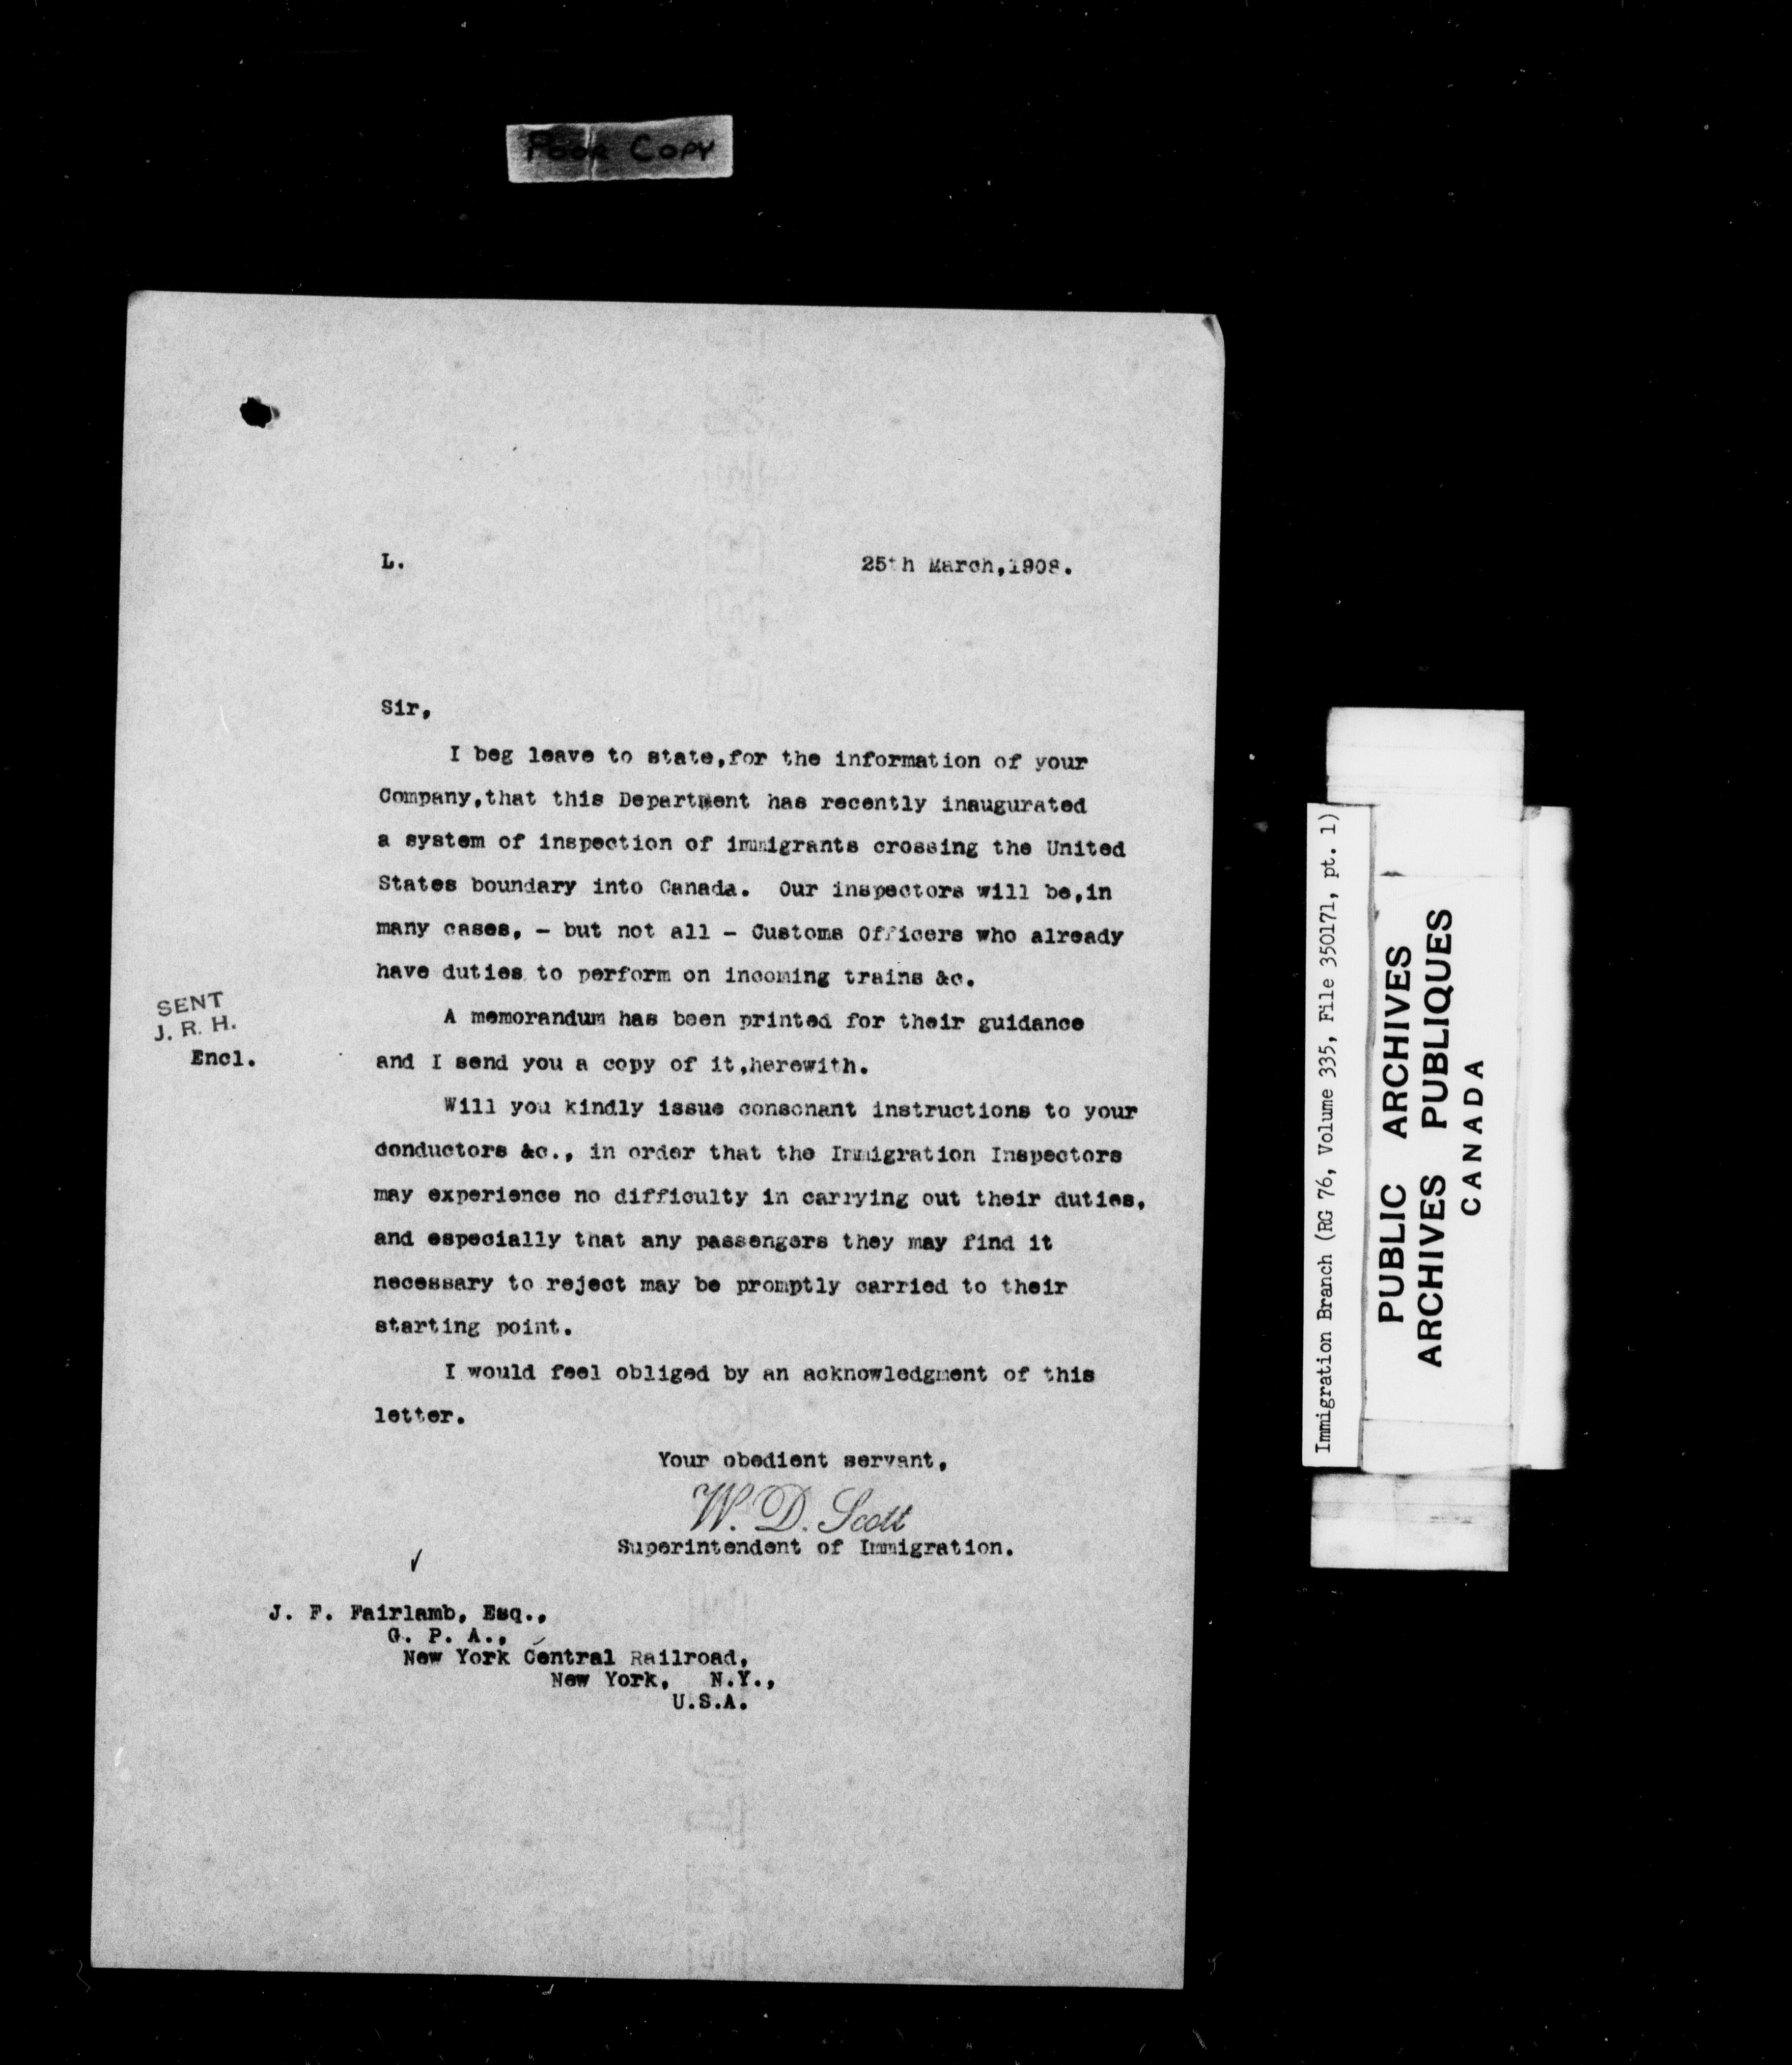 Poor Copy
L. 25th March,1908.
Sir,
I beg leave to state,for the information of your
Company,that this Department has recently inaugurated
a system of inspection of immigrants crossing the United
States boundary into Canada. Our inspectors will be,in
many cases, - but not all - Customs Officers who already
have duties to perform on incoming trains &c.
SENT
J. R. H.
Encl.
A memorandum has been printed for their guidance
and I send you a copy of it,herewith.
Will you kindly issue consonant instructions to your
conductors &c., in order that the Immigration Inspectors
may experience no difficulty in carrying out their duties,
and especially that any passengers they may find it
necessary to reject may be promptly carried to their
starting point.
I would feel obliged by an acknowledgment of this
letter.
Your obedient servant,
W. D. Scott
Superintendent of Immigration.
J. F. Fairlamb, Esq.,
G. P. A.,
New York Central Railroad,
New York, N.Y.,
U.S.A.
Immigration Branch (RG 76, Volume 335, File 350171, pt. 1)
PUBLIC ARCHIVES
ARCHIVES PUBLIQUES
CANADA